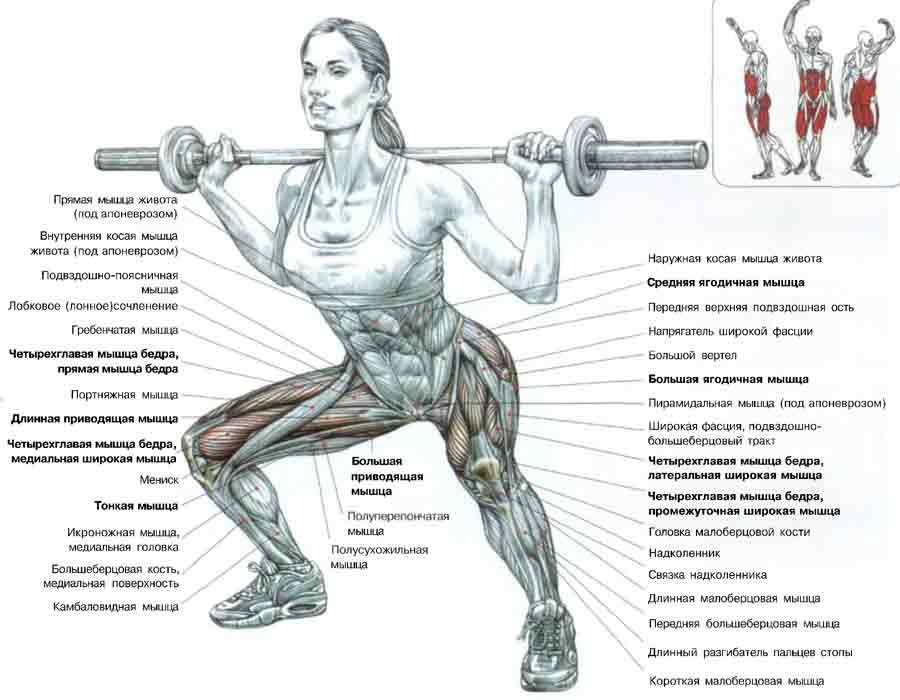 Прямая мышца живота
(под апоневрозом)
Внутренняя косая мышца
живота (под апоневрозом)
Подвздошно-поясничная
мышца
Лобковое (лонное)сочленение
Гребенчатая мышца
Четырехглавая мышца бедра,
прямая мышца бедра
Портняжная мышца
Длинная приводящая мышца
Четырехглавая мышца бедра,
медиальная широкая мышца
Мениск
Тонкая мышца
Икроножная мышца,
медиальная головка
Большеберцовая кость,
медиальная поверхность
Камбаловидная мышца
Большая
приводящая
мышца
Полуперепончатая
мышца
Полусухожильная
мышца
Наружная косая мышца живота
Средняя ягодичная мышца
Передняя верхняя подвздошная ость
Напрягатель широкой фасции
Большой вертел
Большая ягодичная мышца
Пирамидальная мышца (под апоневрозом)
Широкая фасция, подвздошно-
большеберцовый тракт
Четырехглавая мышца бедра,
латеральная широкая мышца
Четырехглавая мышца бедра,
промежуточная широкая мышца
Головка малоберцовой кости
Надколенник
Связка надколенника
Длинная малоберцовая мышца
Передняя большеберцовая мышца
Длинный разгибатель пальцев стопы
Короткая малоберцовая мышца